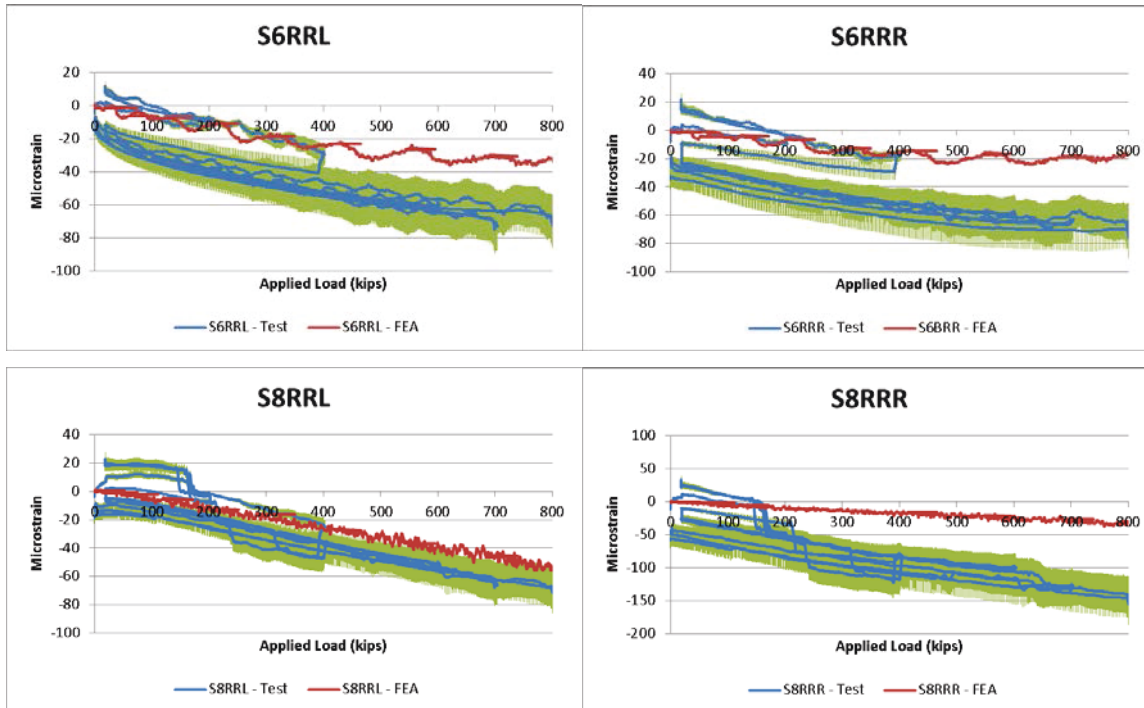 S6RRL
20
0
-20
-40
-60
-80
-100
0 100 200 300 400 500 600 700 800
Microstrain
Applied Load (kips)
S6RRL - Test S6RRL - FEA
S6RRR
40
20
0
-20
-40
-60
-80
-100
0 100 200 300 400 500 600 700 800
Microstrain
Applied Load (kips)
S6RRR - Test S6BRR - FEA
S8RRL
40
20
0
-20
-40
-60
-80
-100
0 100 200 300 400 500 600 700 800
Microstrain
Applied Load (kips)
S8RRL - Test S8RRL - FEA
S8RRR
100
50
0
-50
-100
-150
-200
0 100 200 300 400 500 600 700 800
Microstrain
Applied Load (kips)
S8RRR - Test S8RRR - FEA